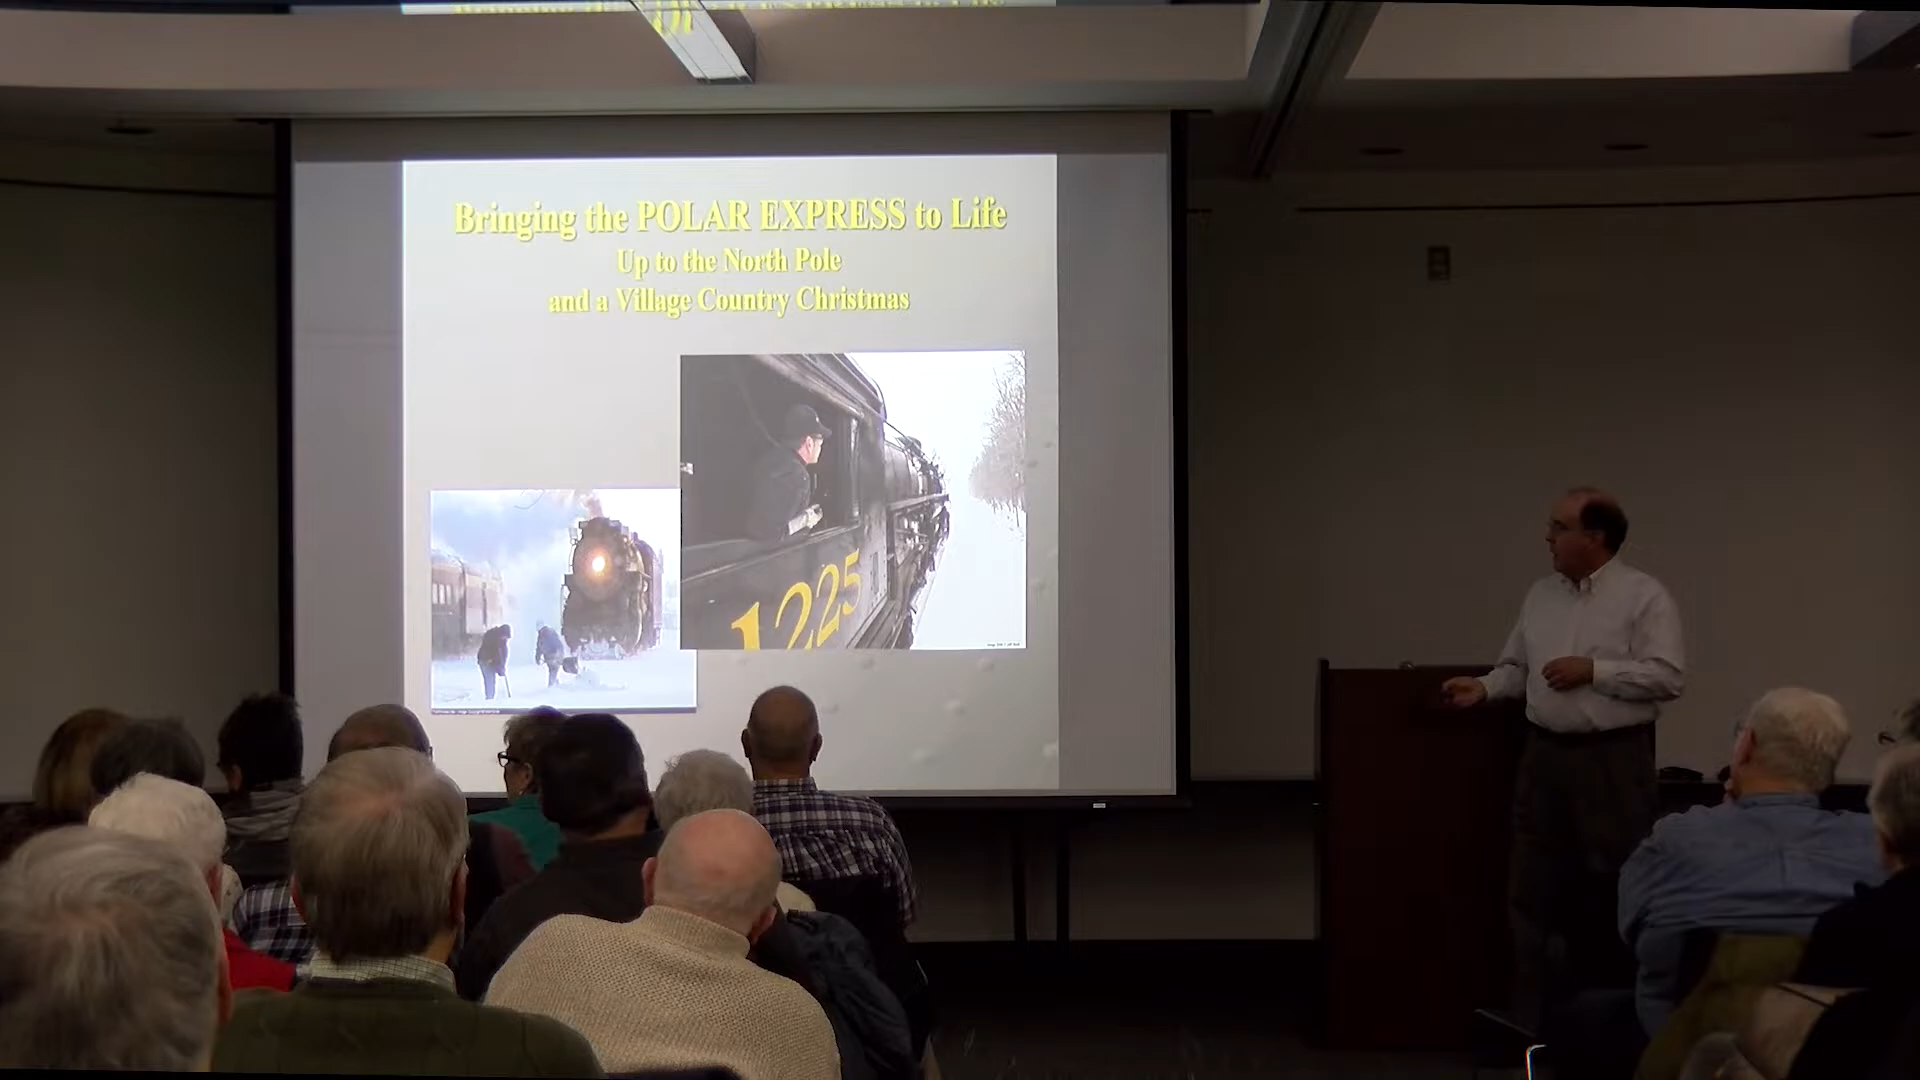 Bringing the POLAR EXPRESS to Life
Up to the North Pole
and a Village Country Christmas
1225